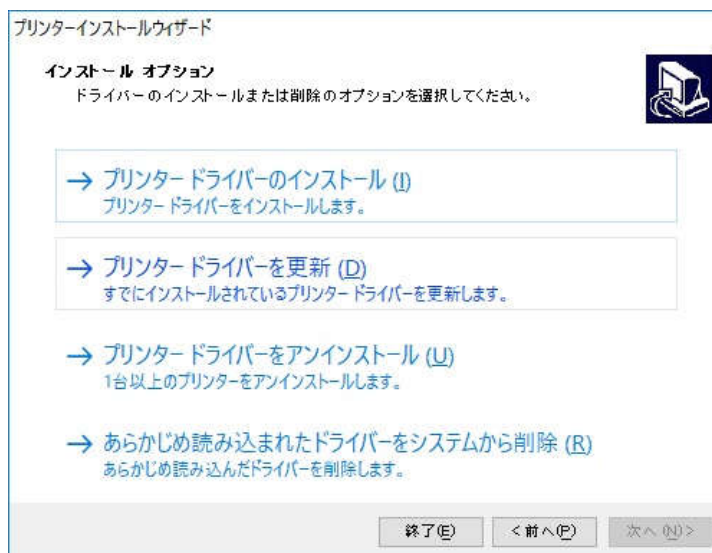 プリンターインストールウィザード
インストール オプション
ドライバーのインストールまたは削除のオプションを選択してください。
→ プリンター ドライバーのインストール (I)
プリンター ドライバーをインストールします。
→ プリンター ドライバーを更新 (D)
すでにインストールされているプリンター ドライバーを更新します。
→ プリンター ドライバーをアンインストール (U)
1台以上のプリンターをアンインストールします。
→ あらかじめ読み込まれたドライバーをシステムから削除 (R)
あらかじめ読み込んだドライバーを削除します。
終了(E) <前へ(P) 次へ(N)>